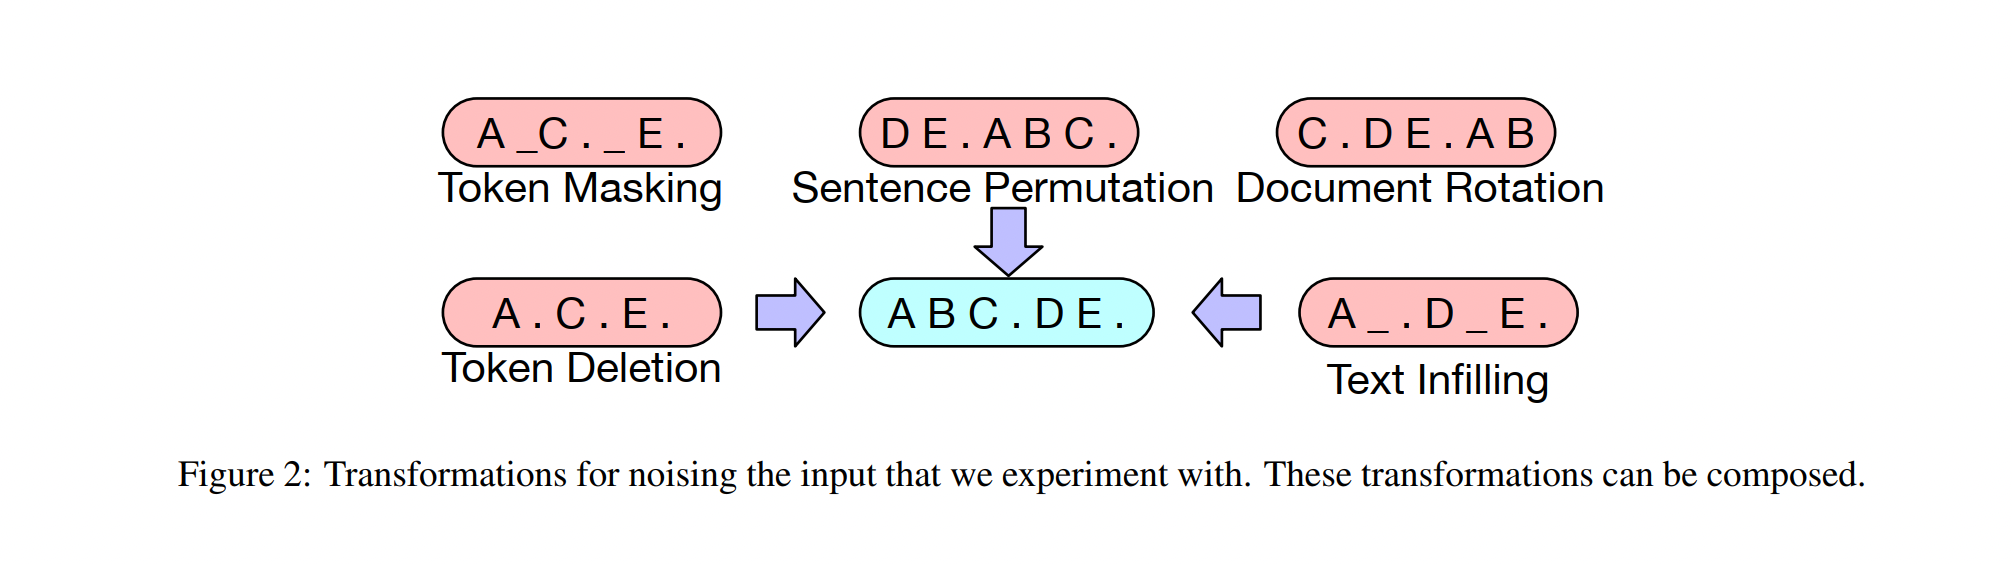 A _C . _ E . D E . A B C . C . D E . A B
Token Masking Sentence Permutation Document Rotation
A . C . E . A B C . D E . A _ . D _ E .
Token Deletion Text Infilling
Figure 2: Transformations for noising the input that we experiment with. These transformations can be composed.